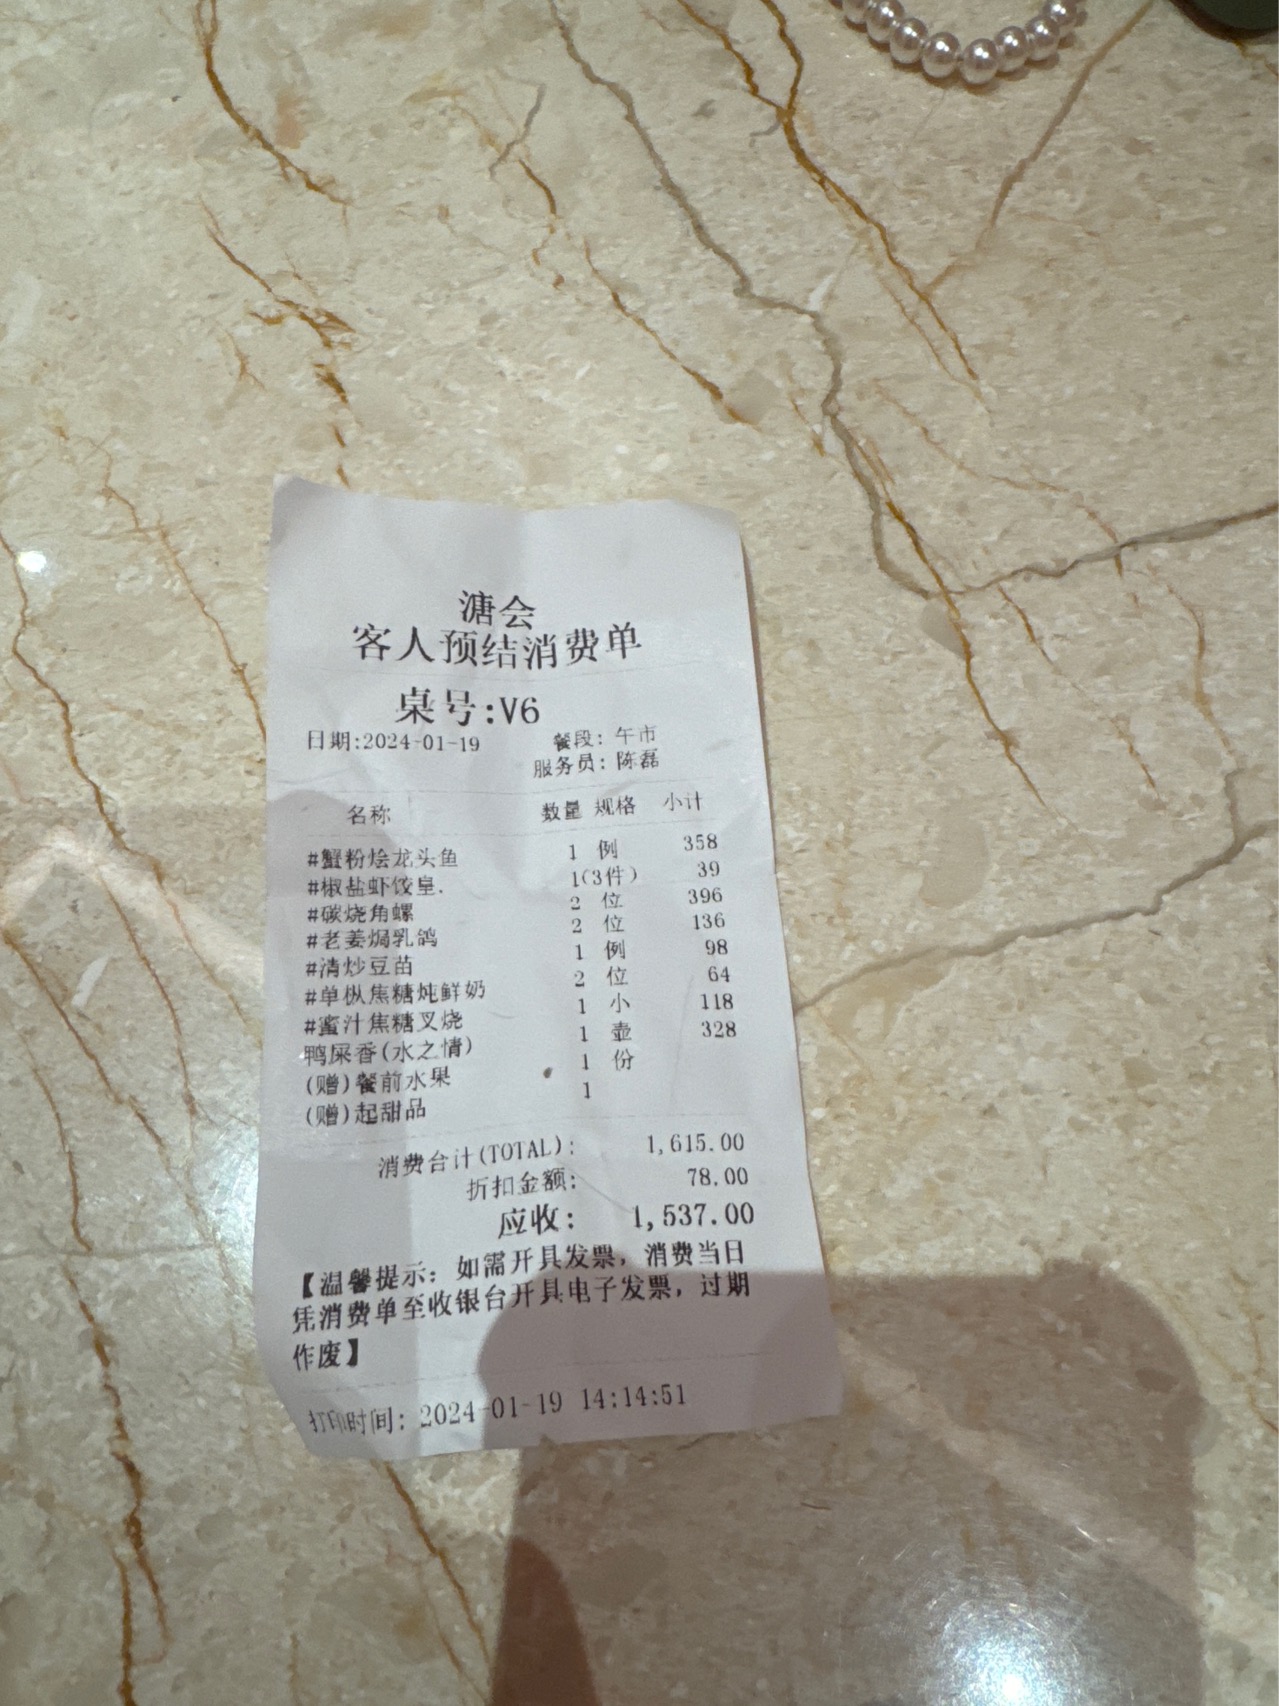 溏会
客人预结消费单
桌号:V6
日期:2024-01-19 餐段: 午市
服务员: 陈磊
名称 数量 规格 小计
#蟹粉烩龙头鱼 1 例 358
#椒盐虾饺皇. 1(3件) 39
#碳烧角螺 2 位 396
#老姜焗乳鸽 2 位 136
#清炒豆苗 1 例 98
#单枞焦糖炖鲜奶 2 位 64
#蜜汁焦糖叉烧 1 小 118
鸭屎香(水之情) 1 壶 328
(赠)餐前水果 1 份
(赠)起甜品 1
消费合计(TOTAL): 1,615.00
折扣金额: 78.00
应收: 1,537.00
【温馨提示: 如需开具发票, 消费当日
凭消费单至收银台开具电子发票, 过期
作废】
打印时间: 2024-01-19 14:14:51